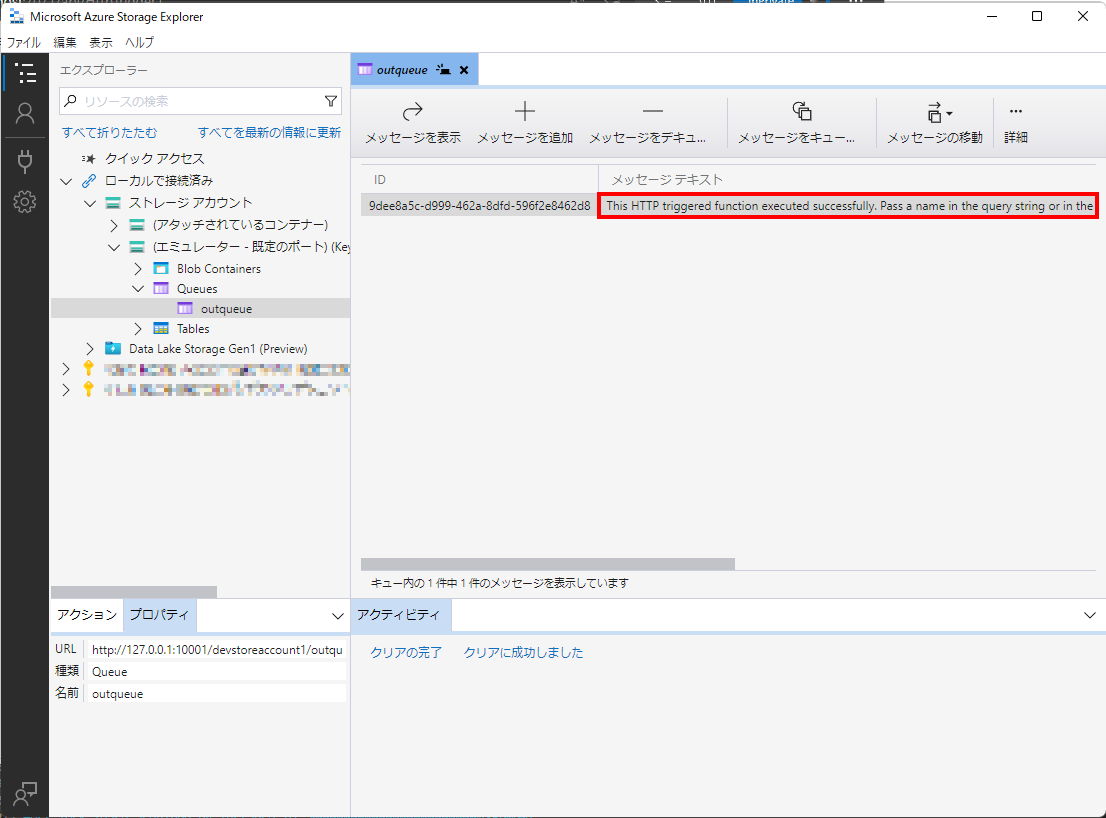 Microsoft Azure Storage Explorer
ファイル 編集 表示 ヘルプ
エクスプローラー
リソースの検索
すべて折りたたむ すべてを最新の情報に更新
クイック アクセス
ローカルで接続済み
ストレージ アカウント
(アタッチされているコンテナー)
(エミュレーター - 既定のポート) (Key
Blob Containers
Queues
outqueue
Tables
Data Lake Storage Gen1 (Preview)
outqueue
メッセージを表示 メッセージを追加 メッセージをデキュ... メッセージをキュー... メッセージの移動 詳細
ID メッセージ テキスト
9dee8a5c-d999-462a-8dfd-596f2e8462d8 This HTTP triggered function executed successfully. Pass a name in the query string or in the
キュー内の 1 件中 1 件のメッセージを表示しています
アクション プロパティ
URL http://127.0.0.1:10001/devstoreaccount1/outqu
種類 Queue
名前 outqueue
アクティビティ
クリアの完了 クリアに成功しました